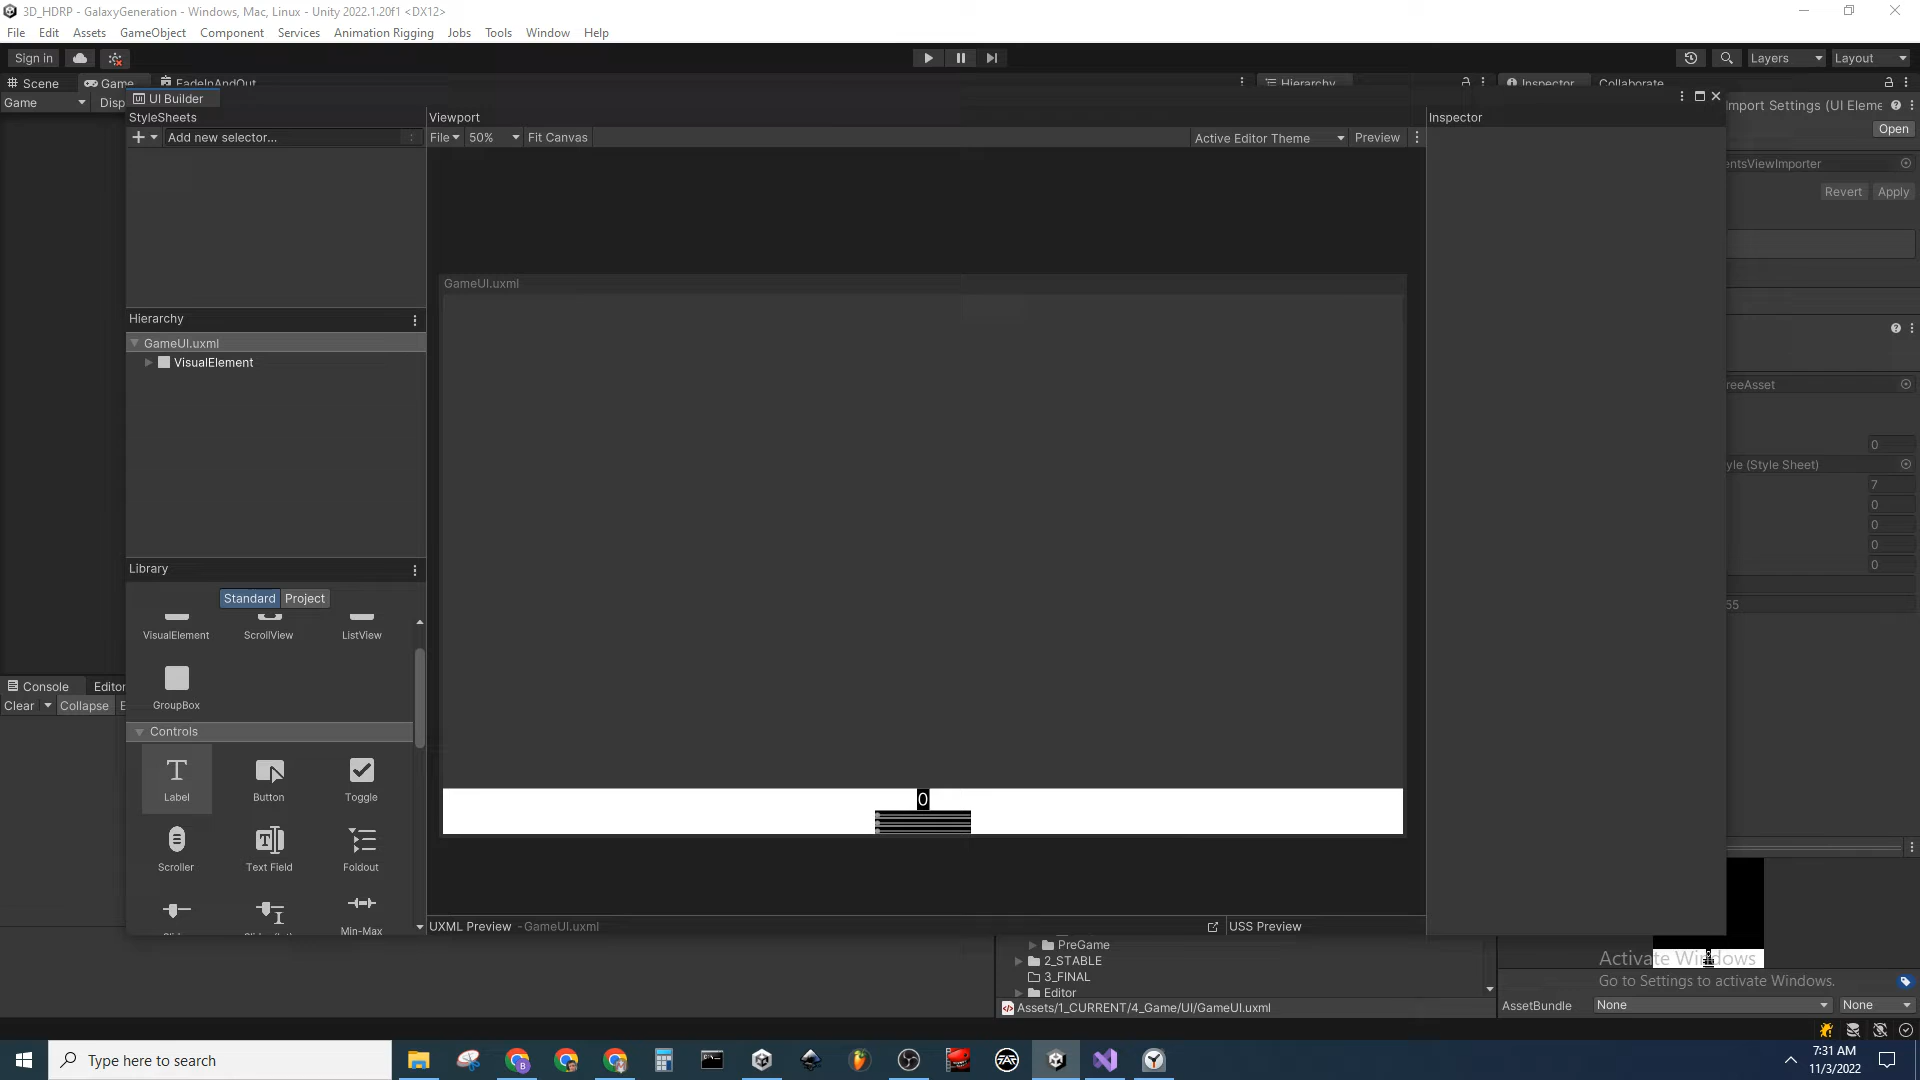 3D_HDRP - GalaxyGeneration - Windows, Mac, Linux - Unity 2022.1.20f1 <DX12>
File Edit Assets GameObject Component Services Animation Rigging Jobs Tools Window Help
Sign in
Layers
Layout
Scene
Game
FadeInAndOut
Hierarchy
Inspector
Collaborate
Game
Disp
UI Builder
mport Settings (UI Eleme
Open
StyleSheets
Viewport
Inspector
Add new selector...
File
50%
Fit Canvas
Active Editor Theme
Preview
entsViewImporter
Revert
Apply
GameUI.uxml
Hierarchy
GameUI.uxml
VisualElement
reeAsset
0
yle (Style Sheet)
7
0
0
0
0
55
Library
Standard
Project
VisualElement
ScrollView
ListView
GroupBox
Controls
Label
Button
Toggle
Scroller
Text Field
Foldout
Min-Max
0
Console
Editor
Clear
Collapse
UXML Preview - GameUI.uxml
USS Preview
PreGame
2_STABLE
3_FINAL
Editor
Assets/1_CURRENT/4_Game/UI/GameUI.uxml
Activate Windows
Go to Settings to activate Windows.
AssetBundle
None
None
Type here to search
7:31 AM
11/3/2022